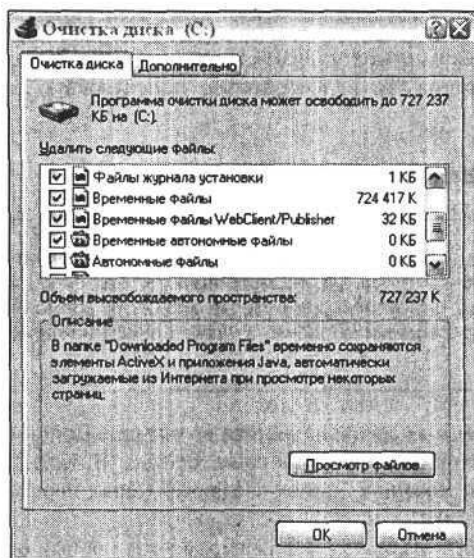 Очистка диска (C:)
Очистка диска Дополнительно
Программа очистки диска может освободить до 727 237
КБ на (C:).
Удалить следующие файлы:
Файлы журнала установки 1 КБ
Временные файлы 724 417 К
Временные файлы WebClient/Publisher 32 КБ
Временные автономные файлы 0 КБ
Автономные файлы 0 КБ
Объем высвобождаемого пространства: 727 237 К
Описание
В папке "Downloaded Program Files" временно сохраняются
элементы ActiveX и приложения Java, автоматически
загружаемые из Интернета при просмотре некоторых
страниц.
Просмотр файлов
OK Отмена